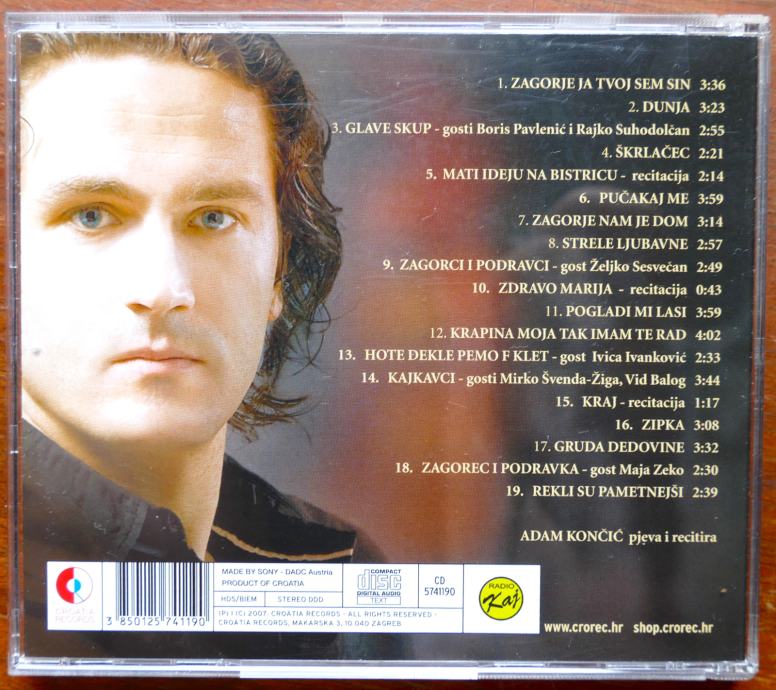 1. ZAGORJE JA TVOJ SEM SIN 3:36
2. DUNJA 3:23
3. GLAVE SKUP - gosti Boris Pavlenić i Rajko Suhodolčan 2:55
4. ŠKRLAČEC 2:21
5. MATI IDEJU NA BISTRICU - recitacija 2:14
6. PUČAKAJ ME 3:59
7. ZAGORJE NAM JE DOM 3:14
8. STRELE LJUBAVNE 2:57
9. ZAGORCI I PODRAVCI - gost Željko Sesvečan 2:49
10. ZDRAVO MARIJA - recitacija 0:43
11. POGLADI MI LASI 3:59
12. KRAPINA MOJA TAK IMAM TE RAD 4:02
13. HOTE DEKLE PEMO F KLET - gost Ivica Ivanković 2:33
14. KAJKAVCI - gosti Mirko Švenda-Žiga, Vid Balog 3:44
15. KRAJ - recitacija 1:17
16. ZIPKA 3:08
17. GRUDA DEDOVINE 3:32
18. ZAGOREC I PODRAVKA - gost Maja Zeko 2:30
19. REKLI SU PAMETNEJŠI 2:39
ADAM KONČIĆ pjeva i recitira
CROATIA
RECORDS
3 850125 741190
MADE BY SONY - DADC Austria
PRODUCT OF CROATIA
HDS/BIEM STEREO DDD
COMPACT
disc
DIGITAL AUDIO
TEXT
CD
5741190
(P) I (C) 2007. CROATIA RECORDS - ALL RIGHTS RESERVED -
CROATIA RECORDS, MAKARSKA 3, 10 040 ZAGREB
RADIO
Kaj
www.crorec.hr shop.crorec.hr